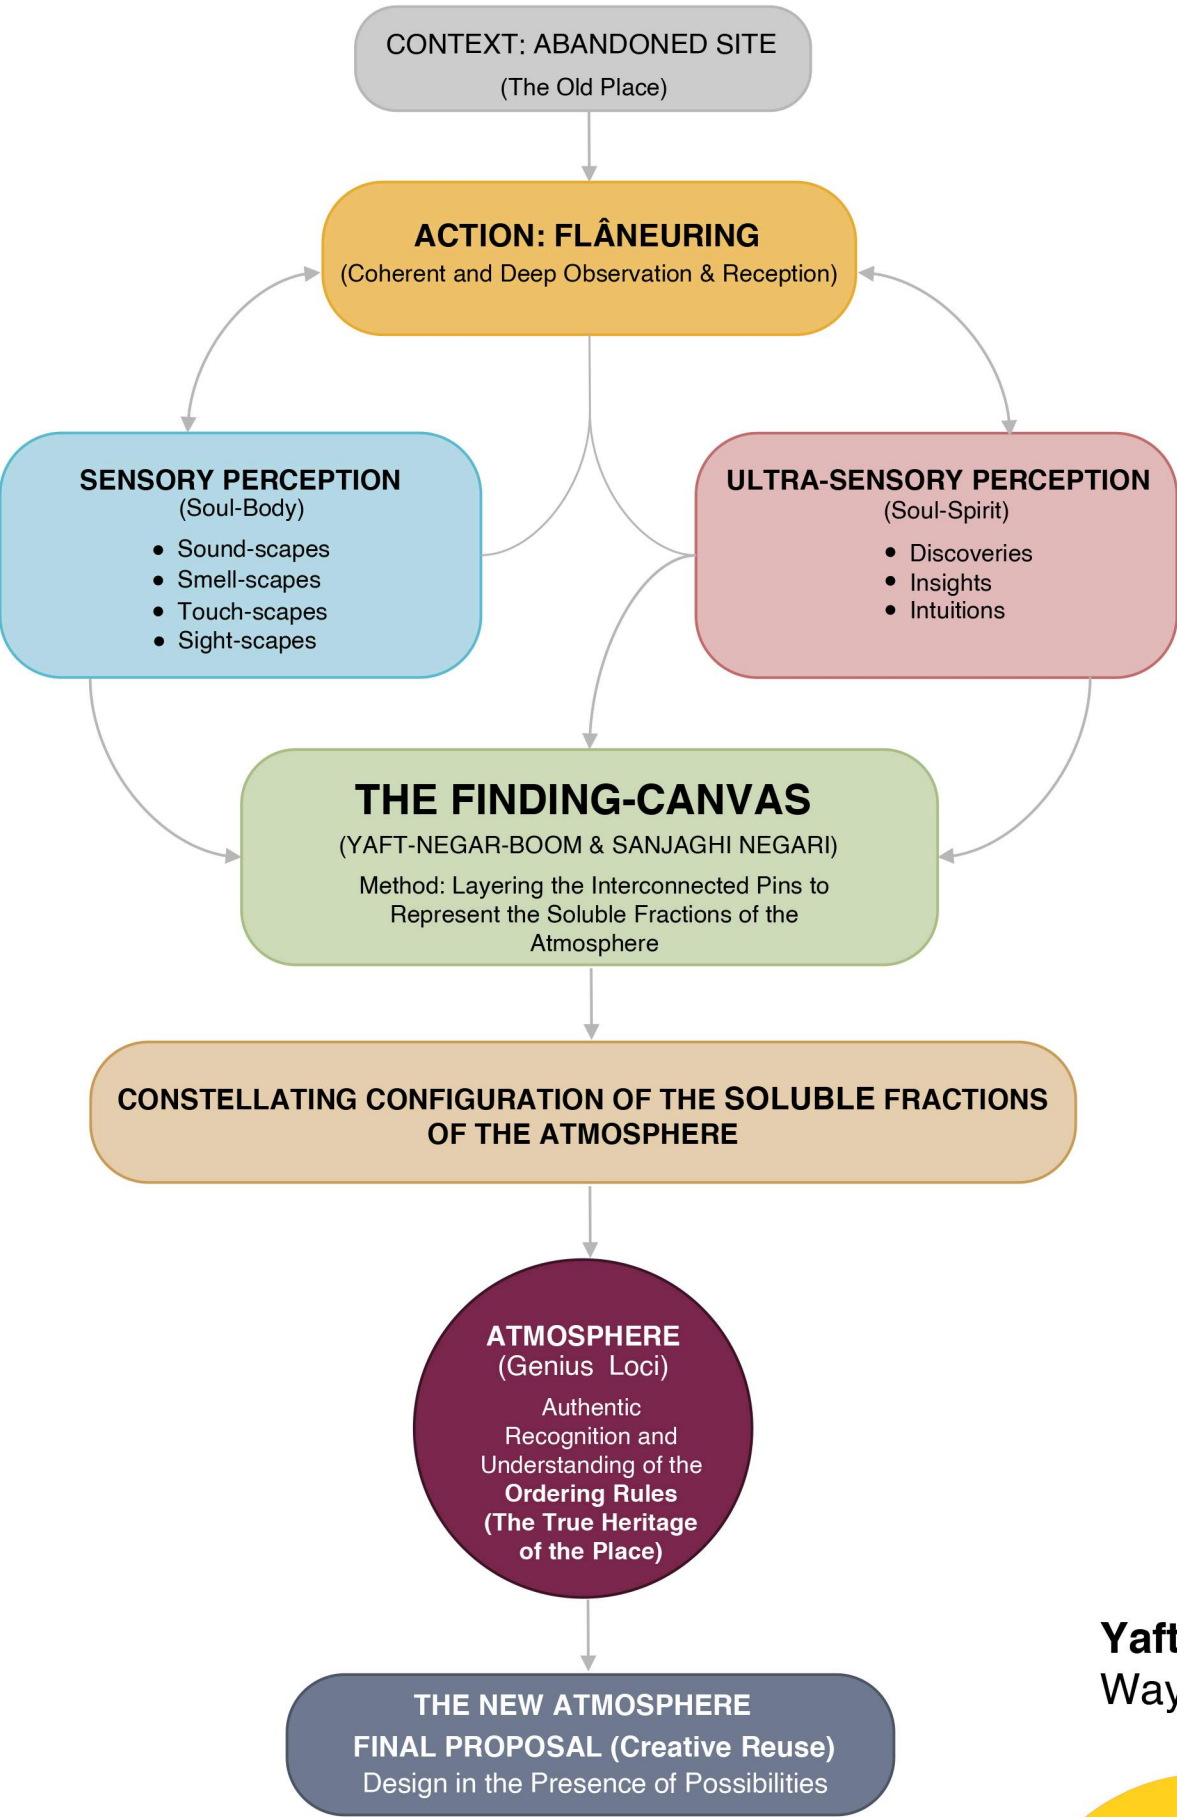 CONTEXT: ABANDONED SITE
(The Old Place)
ACTION: FLÂNEURING
(Coherent and Deep Observation & Reception)
SENSORY PERCEPTION
(Soul-Body)
• Sound-scapes
• Smell-scapes
• Touch-scapes
• Sight-scapes
ULTRA-SENSORY PERCEPTION
(Soul-Spirit)
• Discoveries
• Insights
• Intuitions
THE FINDING-CANVAS
(YAFT-NEGAR-BOOM & SANJAGHI NEGARI)
Method: Layering the Interconnected Pins to
Represent the Soluble Fractions of the
Atmosphere
CONSTELLATING CONFIGURATION OF THE SOLUBLE FRACTIONS
OF THE ATMOSPHERE
ATMOSPHERE
(Genius Loci)
Authentic
Recognition and
Understanding of the
Ordering Rules
(The True Heritage
of the Place)
THE NEW ATMOSPHERE
FINAL PROPOSAL (Creative Reuse)
Design in the Presence of Possibilities
Yaft
Way